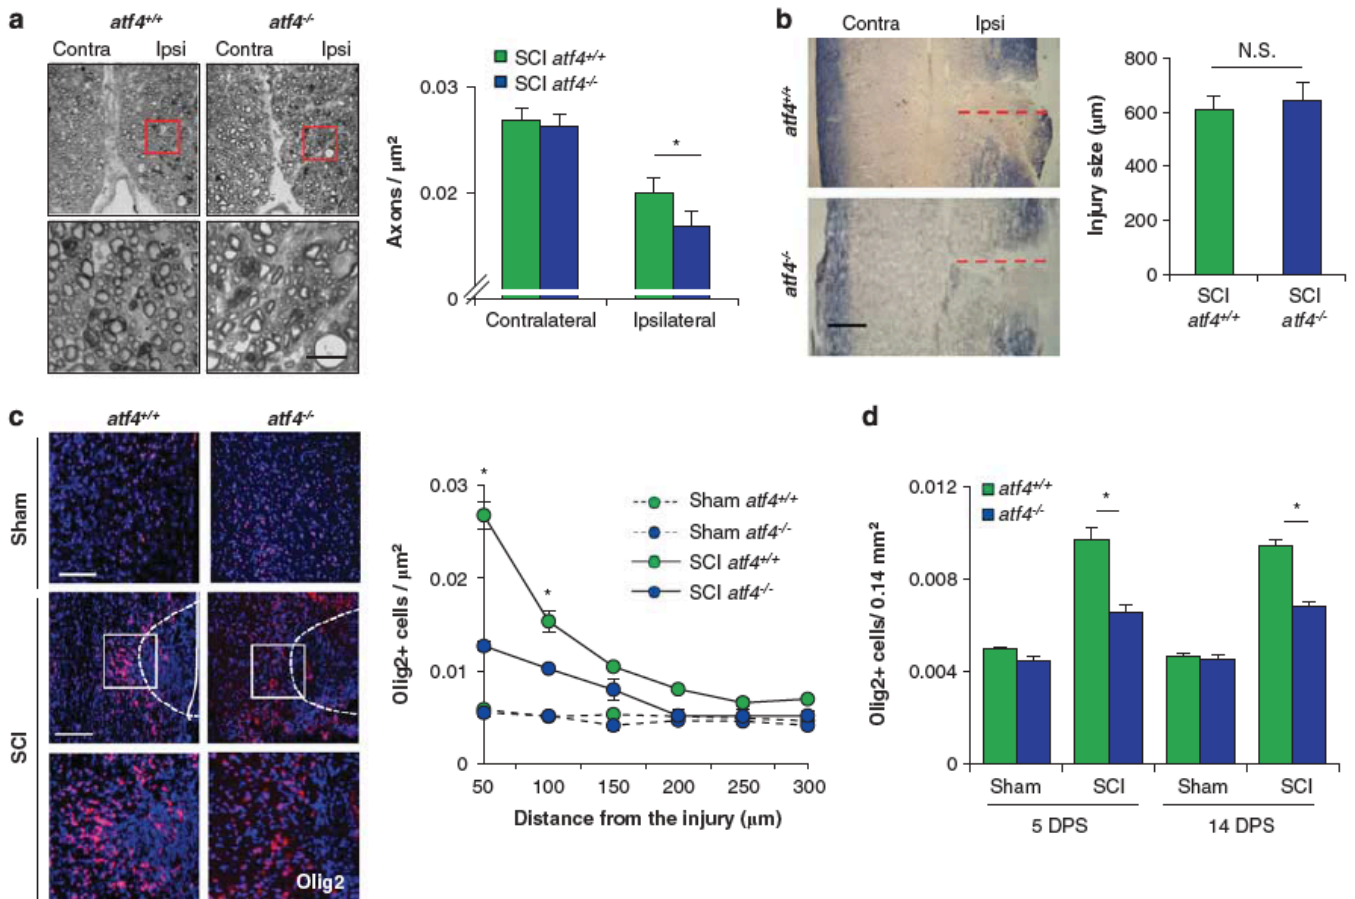 a
atf4+/+ atf4-/-
Contra Ipsi Contra Ipsi
SCI atf4+/+
SCI atf4-/-
Axons / µm²
0.03
0.02
0
*
Contralateral Ipsilateral
b
Contra Ipsi
atf4+/+
atf4-/-
Injury size (µm)
800
600
400
200
0
N.S.
SCI SCI
atf4+/+ atf4-/-
c
atf4+/+ atf4-/-
Sham
SCI
Olig2
Olig2+ cells / µm²
0.03
0.02
0.01
0
*
*
Sham atf4+/+
Sham atf4-/-
SCI atf4+/+
SCI atf4-/-
50 100 150 200 250 300
Distance from the injury (µm)
d
atf4+/+
atf4-/-
Olig2+ cells/ 0.14 mm²
0.012
0.008
0.004
0
* *
Sham SCI Sham SCI
5 DPS 14 DPS